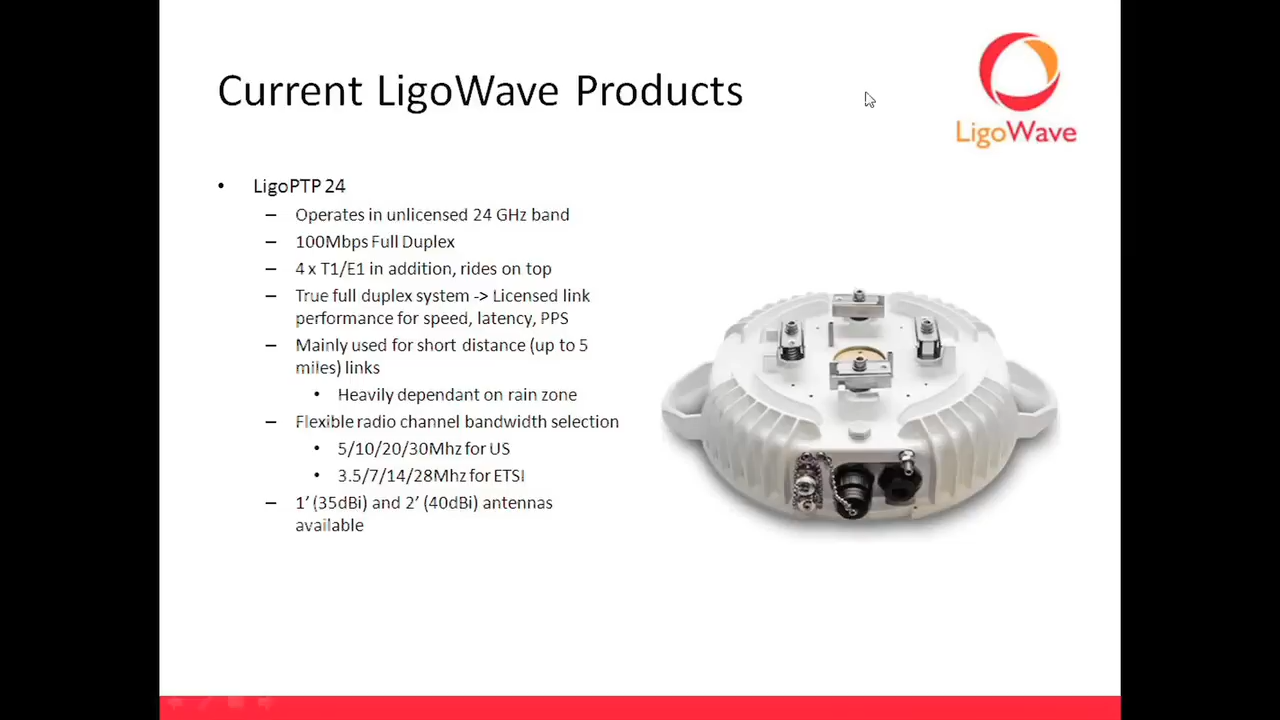 Current LigoWave Products
LigoWave
• LigoPTP 24
– Operates in unlicensed 24 GHz band
– 100Mbps Full Duplex
– 4 x T1/E1 in addition, rides on top
– True full duplex system -> Licensed link
performance for speed, latency, PPS
– Mainly used for short distance (up to 5
miles) links
• Heavily dependant on rain zone
– Flexible radio channel bandwidth selection
• 5/10/20/30Mhz for US
• 3.5/7/14/28Mhz for ETSI
– 1’ (35dBi) and 2’ (40dBi) antennas
available